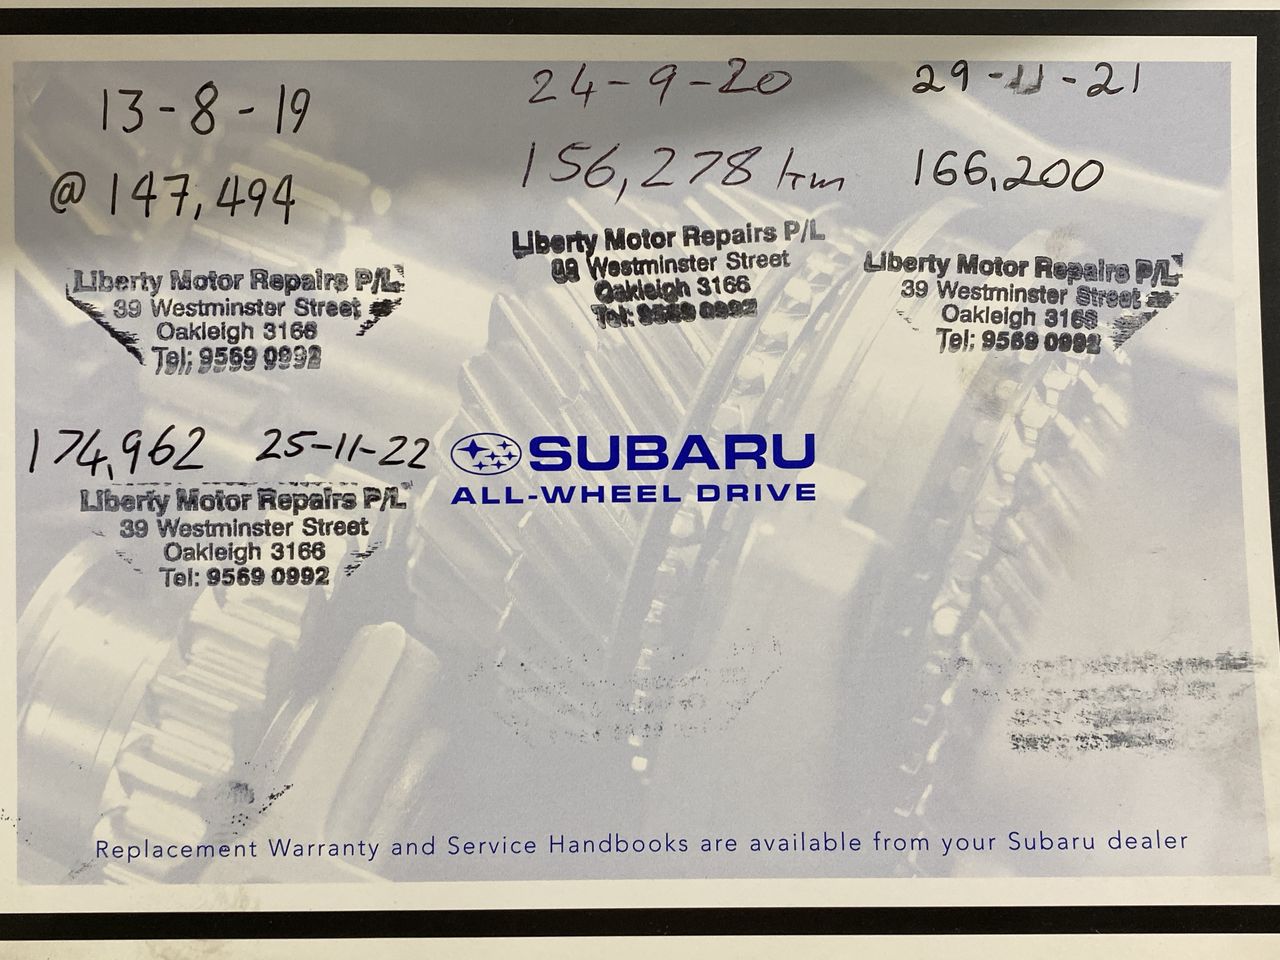 13-8-19
@ 147,494
Liberty Motor Repairs P/L
39 Westminster Street
Oakleigh 3166
Tel: 9569 0992
24-9-20
156,278 km
Liberty Motor Repairs P/L
39 Westminster Street
Oakleigh 3166
Tel: 9569 0992
29-11-21
166,200
Liberty Motor Repairs P/L
39 Westminster Street
Oakleigh 3166
Tel: 9569 0992
174,962 25-11-22
Liberty Motor Repairs P/L
39 Westminster Street
Oakleigh 3166
Tel: 9569 0992
SUBARU
ALL-WHEEL DRIVE
Replacement Warranty and Service Handbooks are available from your Subaru dealer